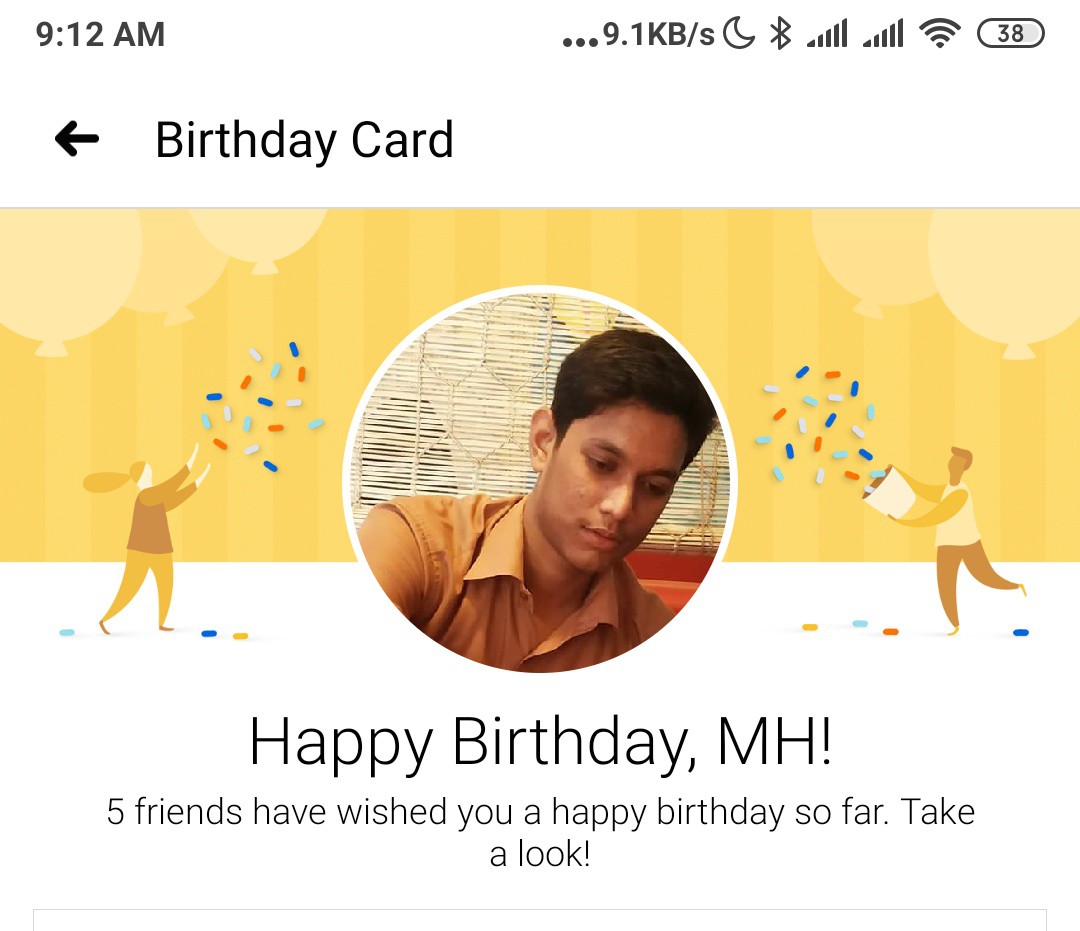 9:12 AM ...9.1KB/s 38
Birthday Card
Happy Birthday, MH!
5 friends have wished you a happy birthday so far. Take
a look!